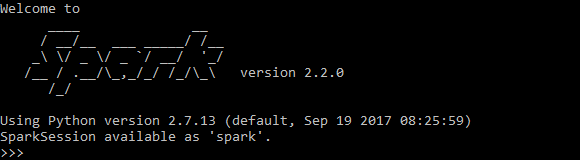 Welcome to
Spark version 2.2.0
Using Python version 2.7.13 (default, Sep 19 2017 08:25:59)
SparkSession available as 'spark'.
>>>